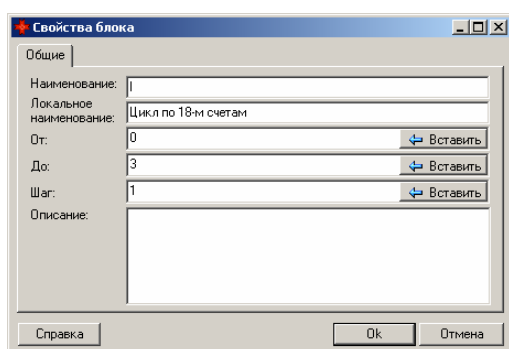 Свойства блока
Общие
Наименование: I
Локальное
наименование: Цикл по 18-м счетам
От: 0 Вставить
До: 3 Вставить
Шаг: 1 Вставить
Описание:
Справка Ok Отмена